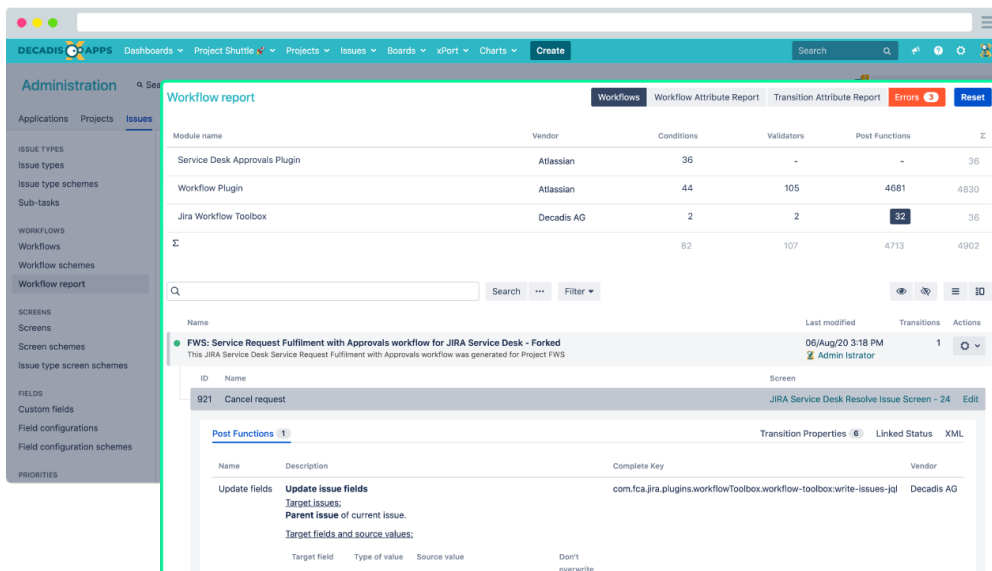 DECADIS APPS Dashboards Project Shuttle 🚀 Projects Issues Boards xPort Charts Create Search
Administration Sea
Applications Projects Issues
ISSUE TYPES
Issue types
Issue type schemes
Sub-tasks
WORKFLOWS
Workflows
Workflow schemes
Workflow report
SCREENS
Screens
Screen schemes
Issue type screen schemes
FIELDS
Custom fields
Field configurations
Field configuration schemes
PRIORITIES
Workflow report Workflows Workflow Attribute Report Transition Attribute Report Errors 3 Reset
Module name Vendor Conditions Validators Post Functions Σ
Service Desk Approvals Plugin Atlassian 36 - - 36
Workflow Plugin Atlassian 44 105 4681 4830
Jira Workflow Toolbox Decadis AG 2 2 32 36
Σ 82 107 4713 4902
Search ••• Filter
Name Last modified Transitions Actions
FWS: Service Request Fulfilment with Approvals workflow for JIRA Service Desk - Forked 06/Aug/20 3:18 PM 1
This JIRA Service Desk Service Request Fulfilment with Approvals workflow was generated for Project FWS Admin Istrator
ID Name Screen
921 Cancel request JIRA Service Desk Resolve Issue Screen - 24 Edit
Post Functions 1 Transition Properties 6 Linked Status XML
Name Description Complete Key Vendor
Update fields Update issue fields com.fca.jira.plugins.workflowToolbox.workflow-toolbox:write-issues-jql Decadis AG
Target issues:
Parent issue of current issue.
Target fields and source values:
Target field Type of value Source value Don't
overwrite